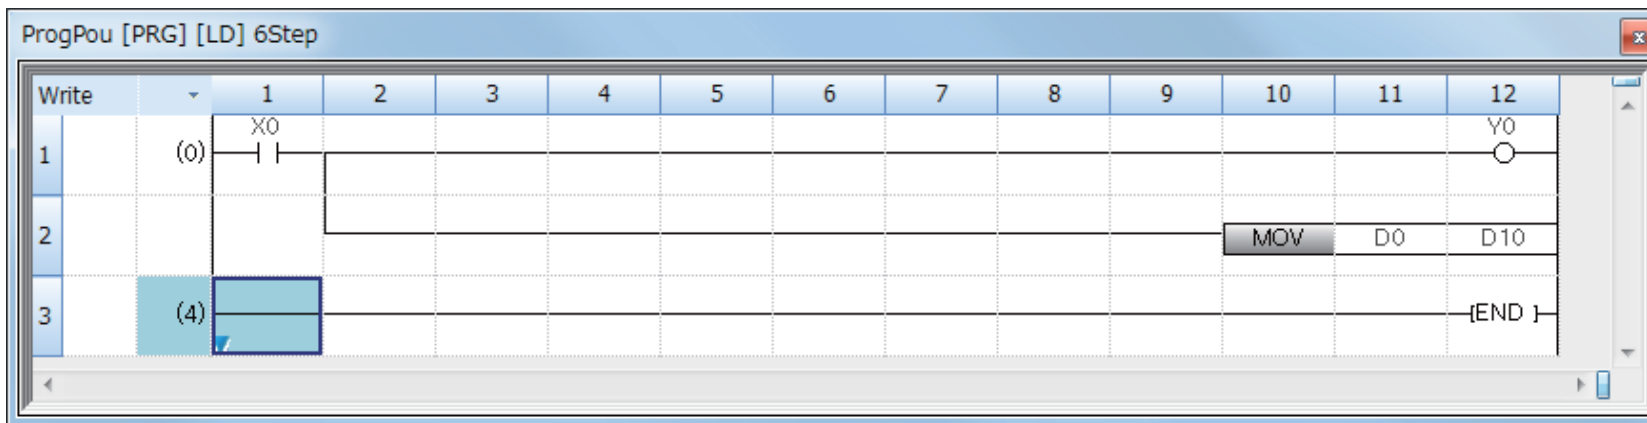 ProgPou [PRG] [LD] 6Step
Write 1 2 3 4 5 6 7 8 9 10 11 12
X0 Y0
1 (0)
2 MOV D0 D10
3 (4) [END ]